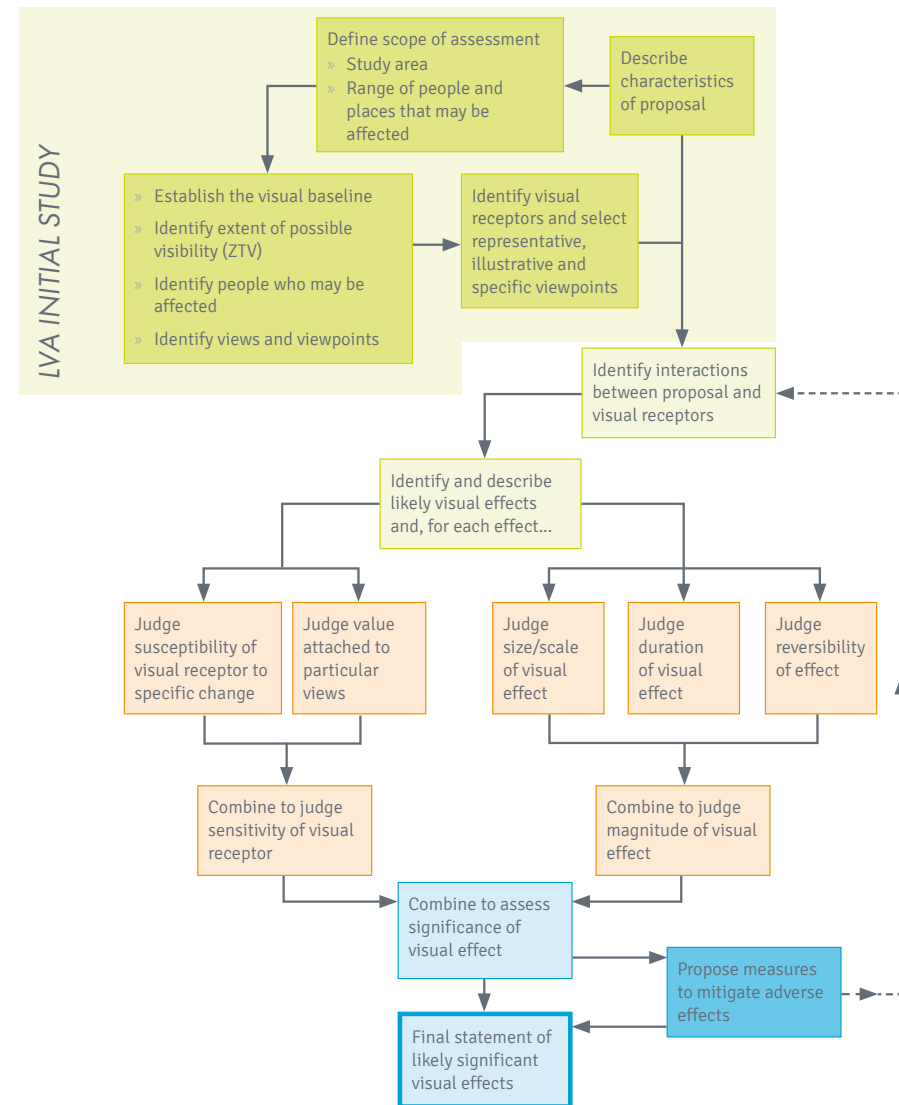 Define scope of assessment
» Study area
» Range of people and
places that may be
affected
Describe
characteristics
of proposal
LVA INITIAL STUDY
» Establish the visual baseline
» Identify extent of possible
visibility (ZTV)
» Identify people who may be
affected
» Identify views and viewpoints
Identify visual
receptors and select
representative,
illustrative and
specific viewpoints
Identify interactions
between proposal and
visual receptors
Identify and describe
likely visual effects
and, for each effect...
Judge
susceptibility of
visual receptor to
specific change
Judge value
attached to
particular
views
Judge
size/scale
of visual
effect
Judge
duration
of visual
effect
Judge
reversibility
of effect
Combine to judge
sensitivity of visual
receptor
Combine to judge
magnitude of visual
effect
Combine to assess
significance of
visual effect
Propose measures
to mitigate adverse
effects
Final statement of
likely significant
visual effects